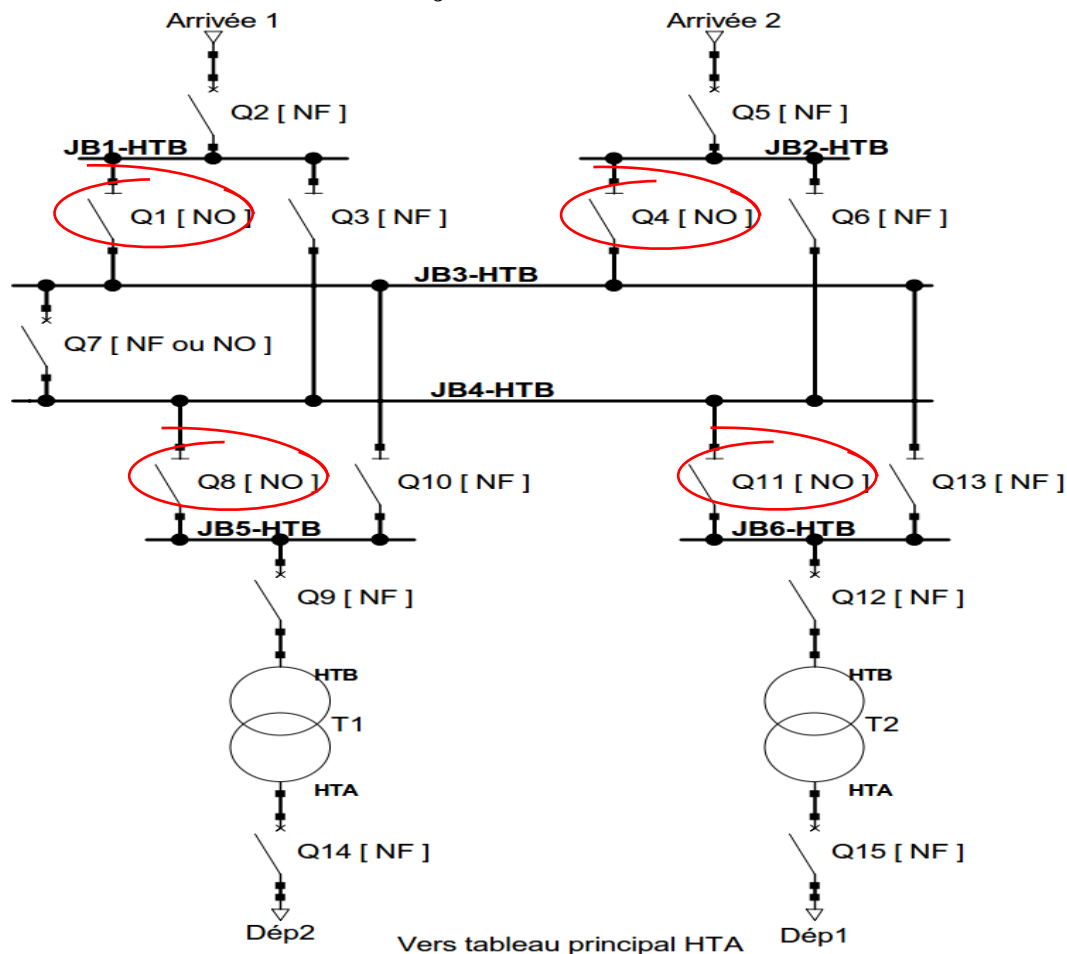 Arrivée 1
Arrivée 2
Q2 [ NF ]
Q5 [ NF ]
JB1-HTB
JB2-HTB
Q1 [ NO ]
Q3 [ NF ]
Q4 [ NO ]
Q6 [ NF ]
JB3-HTB
Q7 [ NF ou NO ]
JB4-HTB
Q8 [ NO ]
Q10 [ NF ]
Q11 [ NO ]
Q13 [ NF ]
JB5-HTB
JB6-HTB
Q9 [ NF ]
Q12 [ NF ]
HTB
HTB
T1
T2
HTA
HTA
Q14 [ NF ]
Q15 [ NF ]
Dép2
Vers tableau principal HTA
Dép1